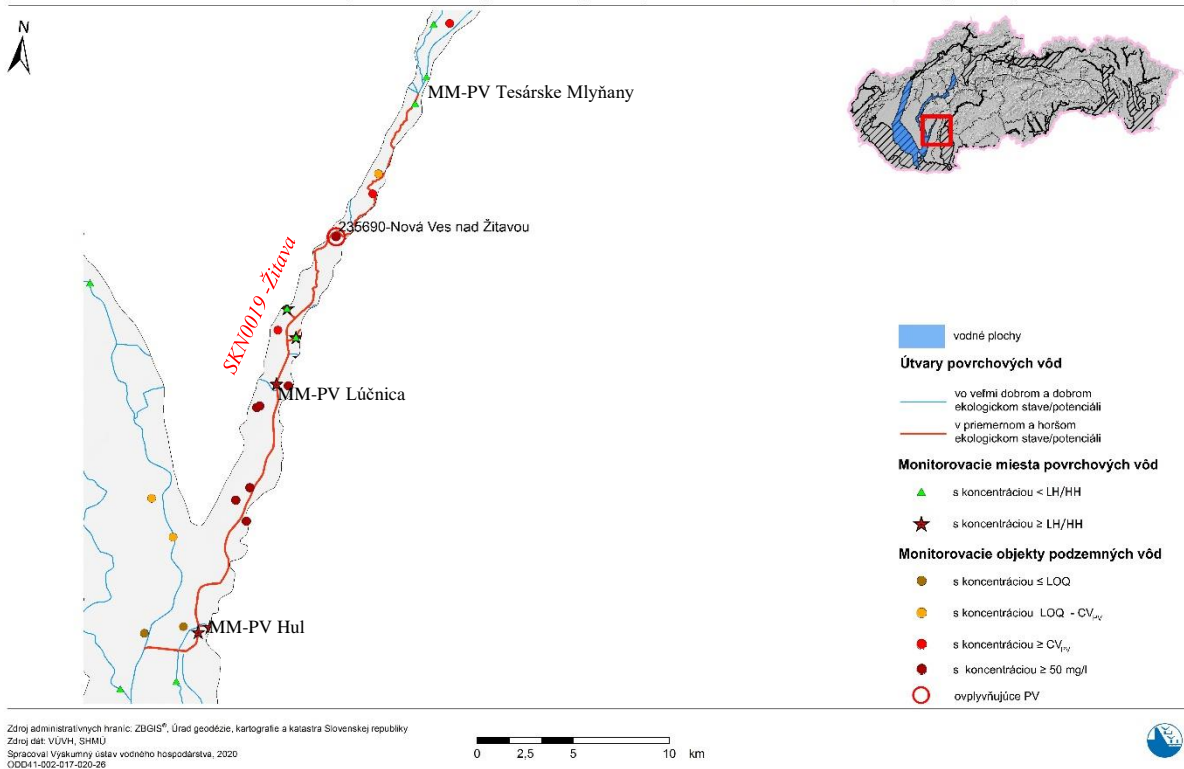 N
MM-PV Tesárske Mlyňany
235690-Nová Ves nad Žitavou
SKN0019 -Žitava
MM-PV Lúčnica
MM-PV Hul
vodné plochy
Útvary povrchových vôd
vo veľmi dobrom a dobrom
ekologickom stave/potenciáli
v priemernom a horšom
ekologickom stave/potenciáli
Monitorovacie miesta povrchových vôd
s koncentráciou < LH/HH
s koncentráciou ≥ LH/HH
Monitorovacie objekty podzemných vôd
s koncentráciou ≤ LOQ
s koncentráciou LOQ - CVPV
s koncentráciou ≥ CVPV
s koncentráciou ≥ 50 mg/l
ovplyvňujúce PV
Zdroj administratívnych hraníc: ZBGIS®, Úrad geodézie, kartografie a katastra Slovenskej republiky
Zdroj dát: VÚVH, SHMÚ
Spracoval Výskumný ústav vodného hospodárstva, 2020
ODD41-002-017-020-26
0 2,5 5 10 km